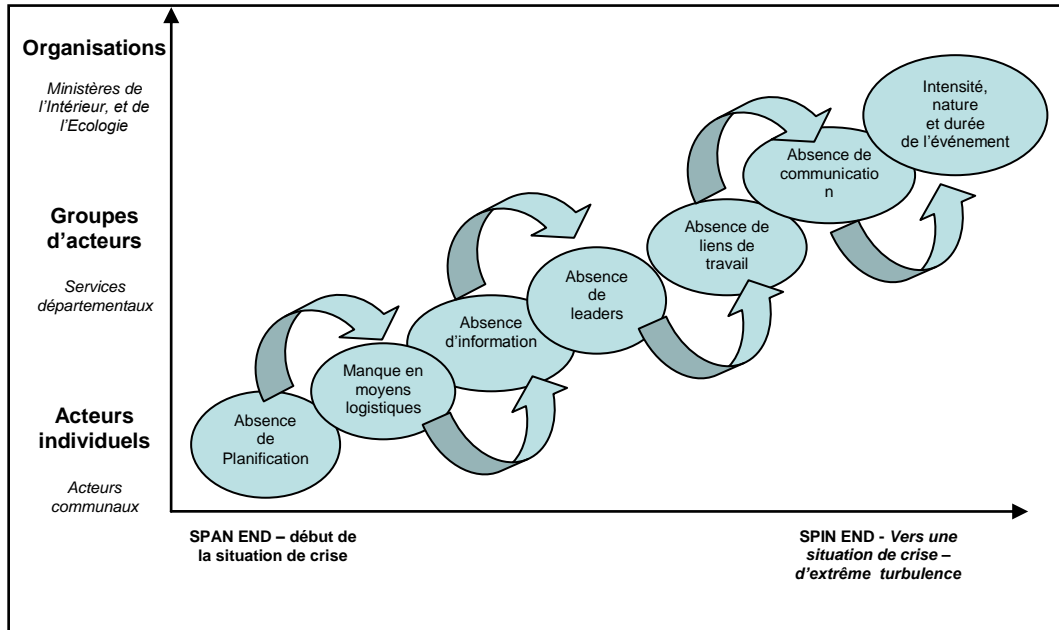 Organisations
Ministères de
l’Intérieur, et de
l’Ecologie
Groupes
d’acteurs
Services
départementaux
Acteurs
individuels
Acteurs
communaux
Absence
de
Planification
Manque en
moyens
logistiques
Absence
d’information
Absence
de
leaders
Absence de
liens de
travail
Absence de
communicatio
n
Intensité,
nature
et durée
de l’événement
SPAN END – début de
la situation de crise
SPIN END - Vers une
situation de crise –
d’extrême turbulence